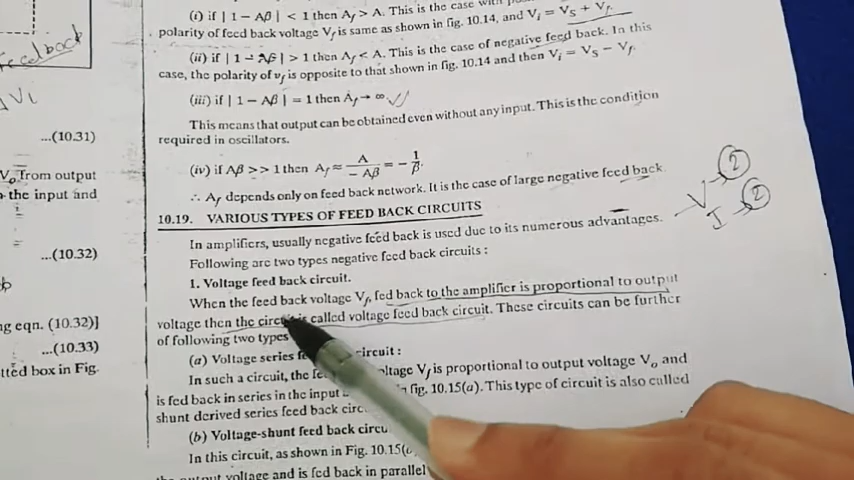 feedback
...(10.31)
V₀ from output
the input and
...(10.32)
ng eqn. (10.32)]
...(10.33)
tted box in Fig.
(i) if | 1 – Aβ | < 1 then A_f > A. This is the case with
polarity of feed back voltage V_f is same as shown in fig. 10.14, and V_i = V_S + V_f.
(ii) if | 1 – Aβ | > 1 then A_f < A. This is the case of negative feed back. In this
case, the polarity of v_f is opposite to that shown in fig. 10.14 and then V_i = V_S – V_f.
(iii) if | 1 – Aβ | = 1 then A_f → ∞
This means that output can be obtained even without any input. This is the condition
required in oscillators.
(iv) if Aβ >> 1 then A_f ≈ A / – Aβ = – 1/β.
∴ A_f depends only on feed back network. It is the case of large negative feed back
10.19. VARIOUS TYPES OF FEED BACK CIRCUITS
In amplifiers, usually negative feed back is used due to its numerous advantages.
Following are two types negative feed back circuits :
1. Voltage feed back circuit.
When the feed back voltage V_f, fed back to the amplifier is proportional to output
voltage then the circuit is called voltage feed back circuit. These circuits can be further
of following two types
(a) Voltage series circuit :
In such a circuit, the voltage V_f is proportional to output voltage V₀ and
is fed back in series in the input in fig. 10.15(a). This type of circuit is also called
shunt derived series feed back
(b) Voltage-shunt feed back
In this circuit, as shown in Fig. 10.15(
the output voltage and is fed back in parallel
V → 2
I → 2